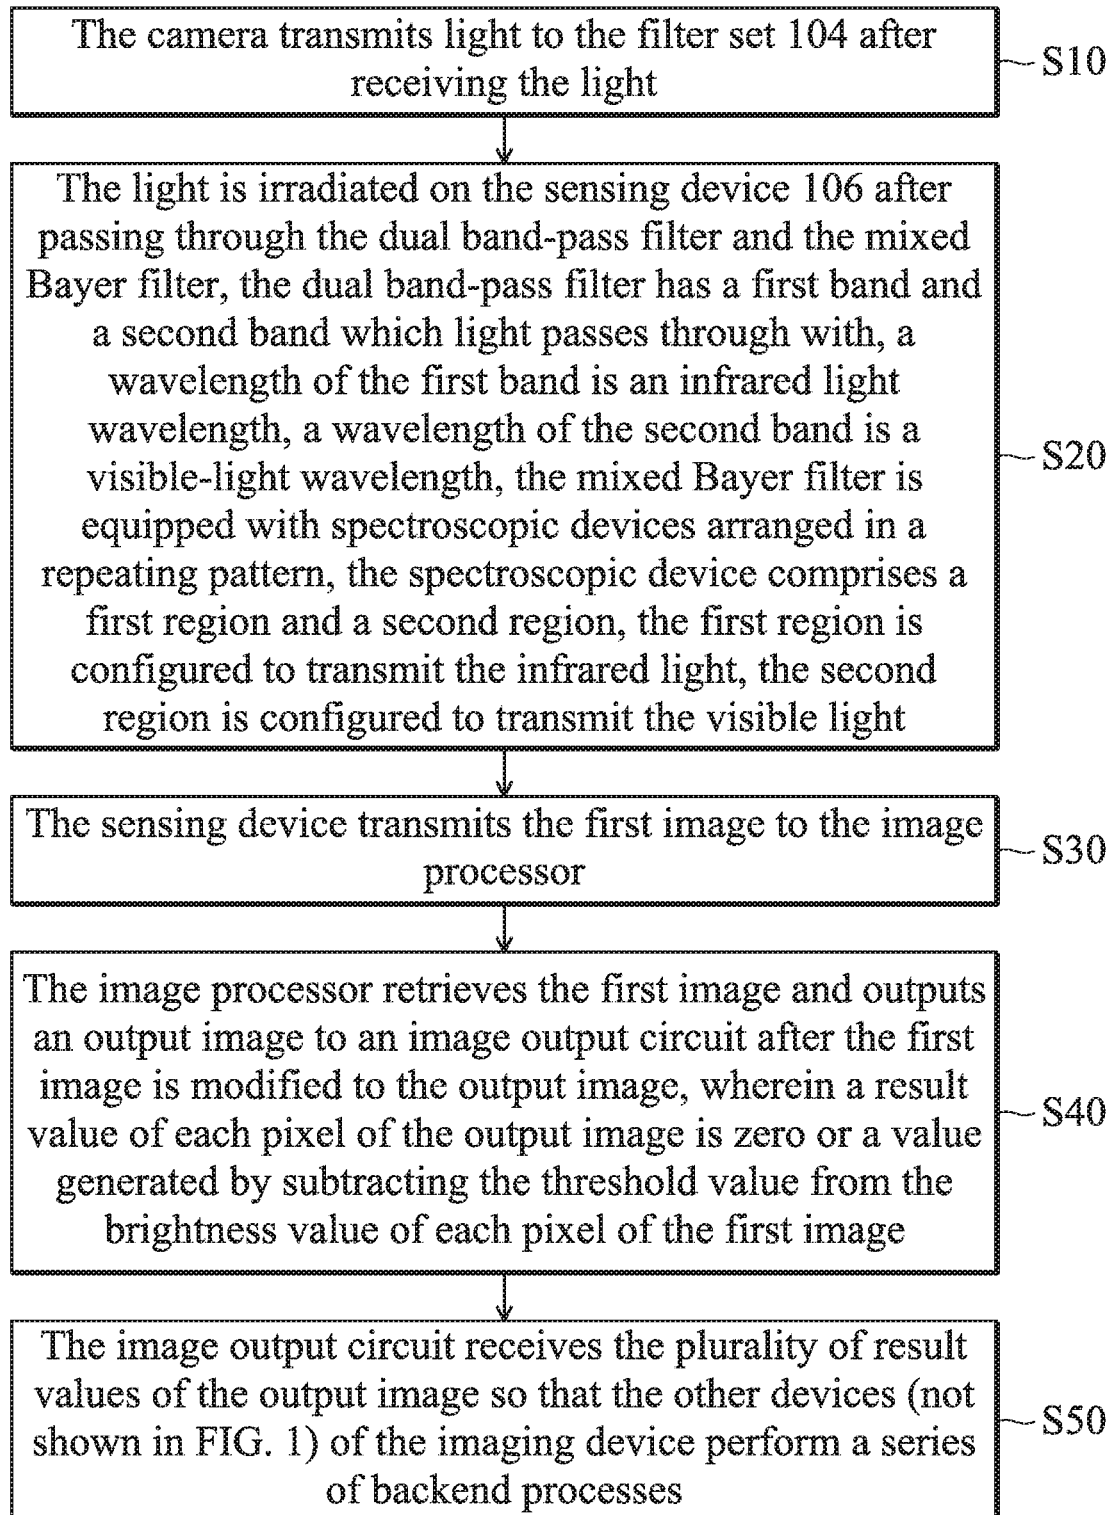 The camera transmits light to the filter set 104 after
receiving the light
S10
The light is irradiated on the sensing device 106 after
passing through the dual band-pass filter and the mixed
Bayer filter, the dual band-pass filter has a first band and
a second band which light passes through with, a
wavelength of the first band is an infrared light
wavelength, a wavelength of the second band is a
visible-light wavelength, the mixed Bayer filter is
equipped with spectroscopic devices arranged in a
repeating pattern, the spectroscopic device comprises a
first region and a second region, the first region is
configured to transmit the infrared light, the second
region is configured to transmit the visible light
S20
The sensing device transmits the first image to the image
processor
S30
The image processor retrieves the first image and outputs
an output image to an image output circuit after the first
image is modified to the output image, wherein a result
value of each pixel of the output image is zero or a value
generated by subtracting the threshold value from the
brightness value of each pixel of the first image
S40
The image output circuit receives the plurality of result
values of the output image so that the other devices (not
shown in FIG. 1) of the imaging device perform a series
of backend processes
S50